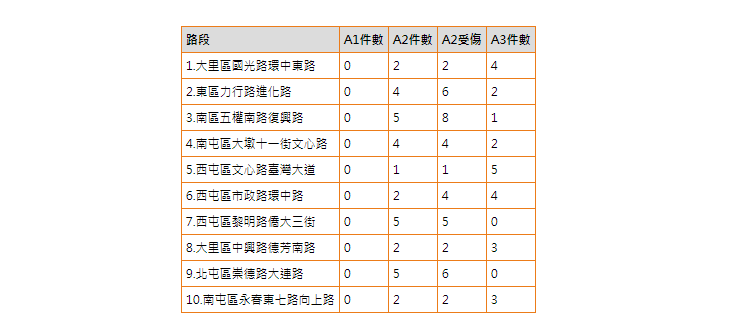 路段 A1件數 A2件數 A2受傷 A3件數
1.大里區國光路環中東路 0 2 2 4
2.東區力行路進化路 0 4 6 2
3.南區五權南路復興路 0 5 8 1
4.南屯區大墩十一街文心路 0 4 4 2
5.西屯區文心路臺灣大道 0 1 1 5
6.西屯區市政路環中路 0 2 4 4
7.西屯區黎明路僑大三街 0 5 5 0
8.大里區中興路德芳南路 0 2 2 3
9.北屯區崇德路大連路 0 5 6 0
10.南屯區永春東七路向上路 0 2 2 3